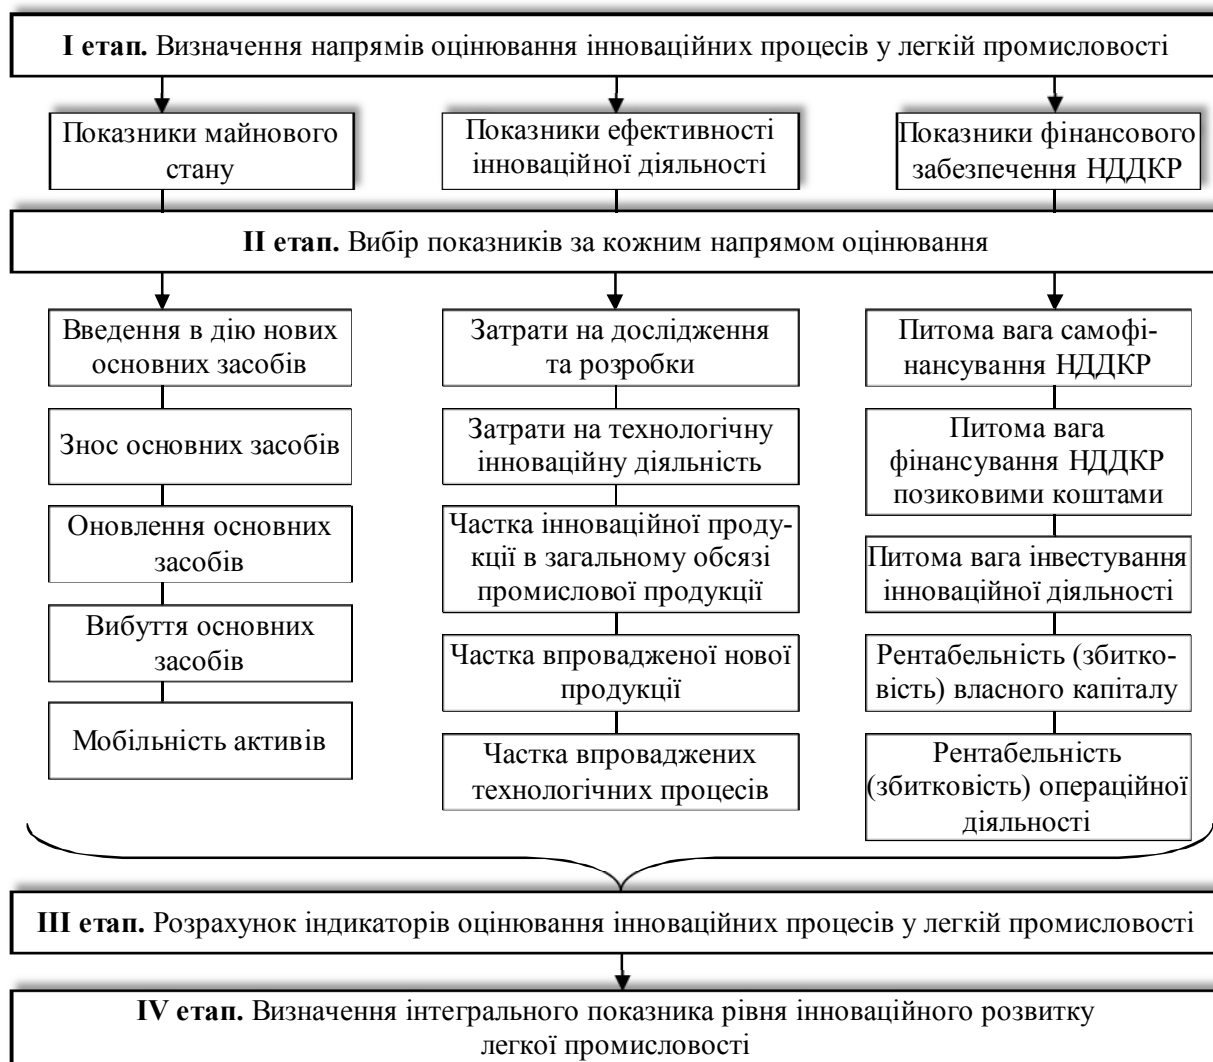 І етап. Визначення напрямів оцінювання інноваційних процесів у легкій промисловості
Показники майнового
стану
Показники ефективності
інноваційної діяльності
Показники фінансового
забезпечення НДДКР
ІІ етап. Вибір показників за кожним напрямом оцінювання
Введення в дію нових
основних засобів
Знос основних засобів
Оновлення основних
засобів
Вибуття основних
засобів
Мобільність активів
Затрати на дослідження
та розробки
Затрати на технологічну
інноваційну діяльність
Частка інноваційної проду-
кції в загальному обсязі
промислової продукції
Частка впровадженої нової
продукції
Частка впроваджених
технологічних процесів
Питома вага самофі-
нансування НДДКР
Питома вага
фінансування НДДКР
позиковими коштами
Питома вага інвестування
інноваційної діяльності
Рентабельність (збитко-
вість) власного капіталу
Рентабельність
(збитковість) операційної
діяльності
ІІІ етап. Розрахунок індикаторів оцінювання інноваційних процесів у легкій промисловості
IV етап. Визначення інтегрального показника рівня інноваційного розвитку
легкої промисловості